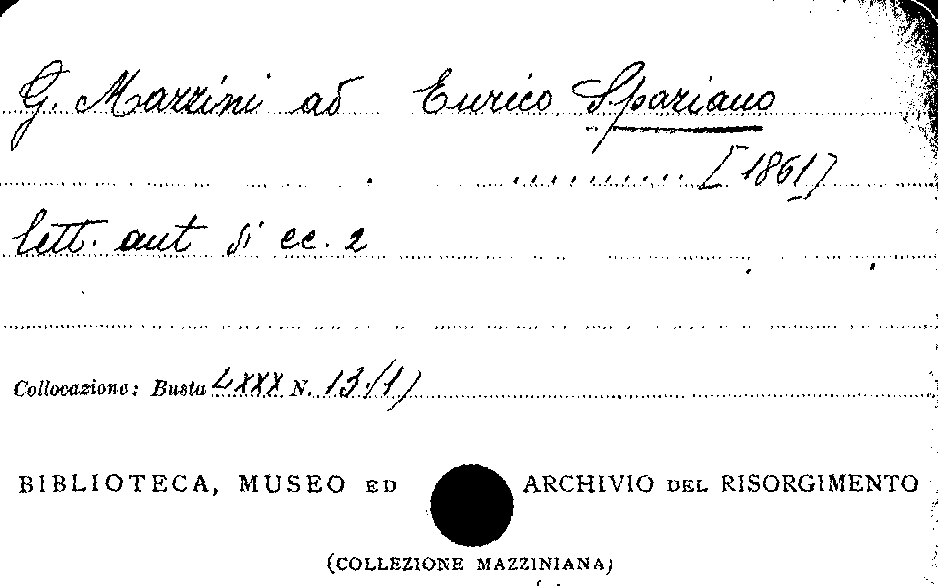 G. Mazzini ad Enrico Spaziano
[1861]
lett. aut di cc. 2
Collocazione: Busta LXXX N. 13/1)
BIBLIOTECA, MUSEO ED ARCHIVIO DEL RISORGIMENTO
(COLLEZIONE MAZZINIANA)